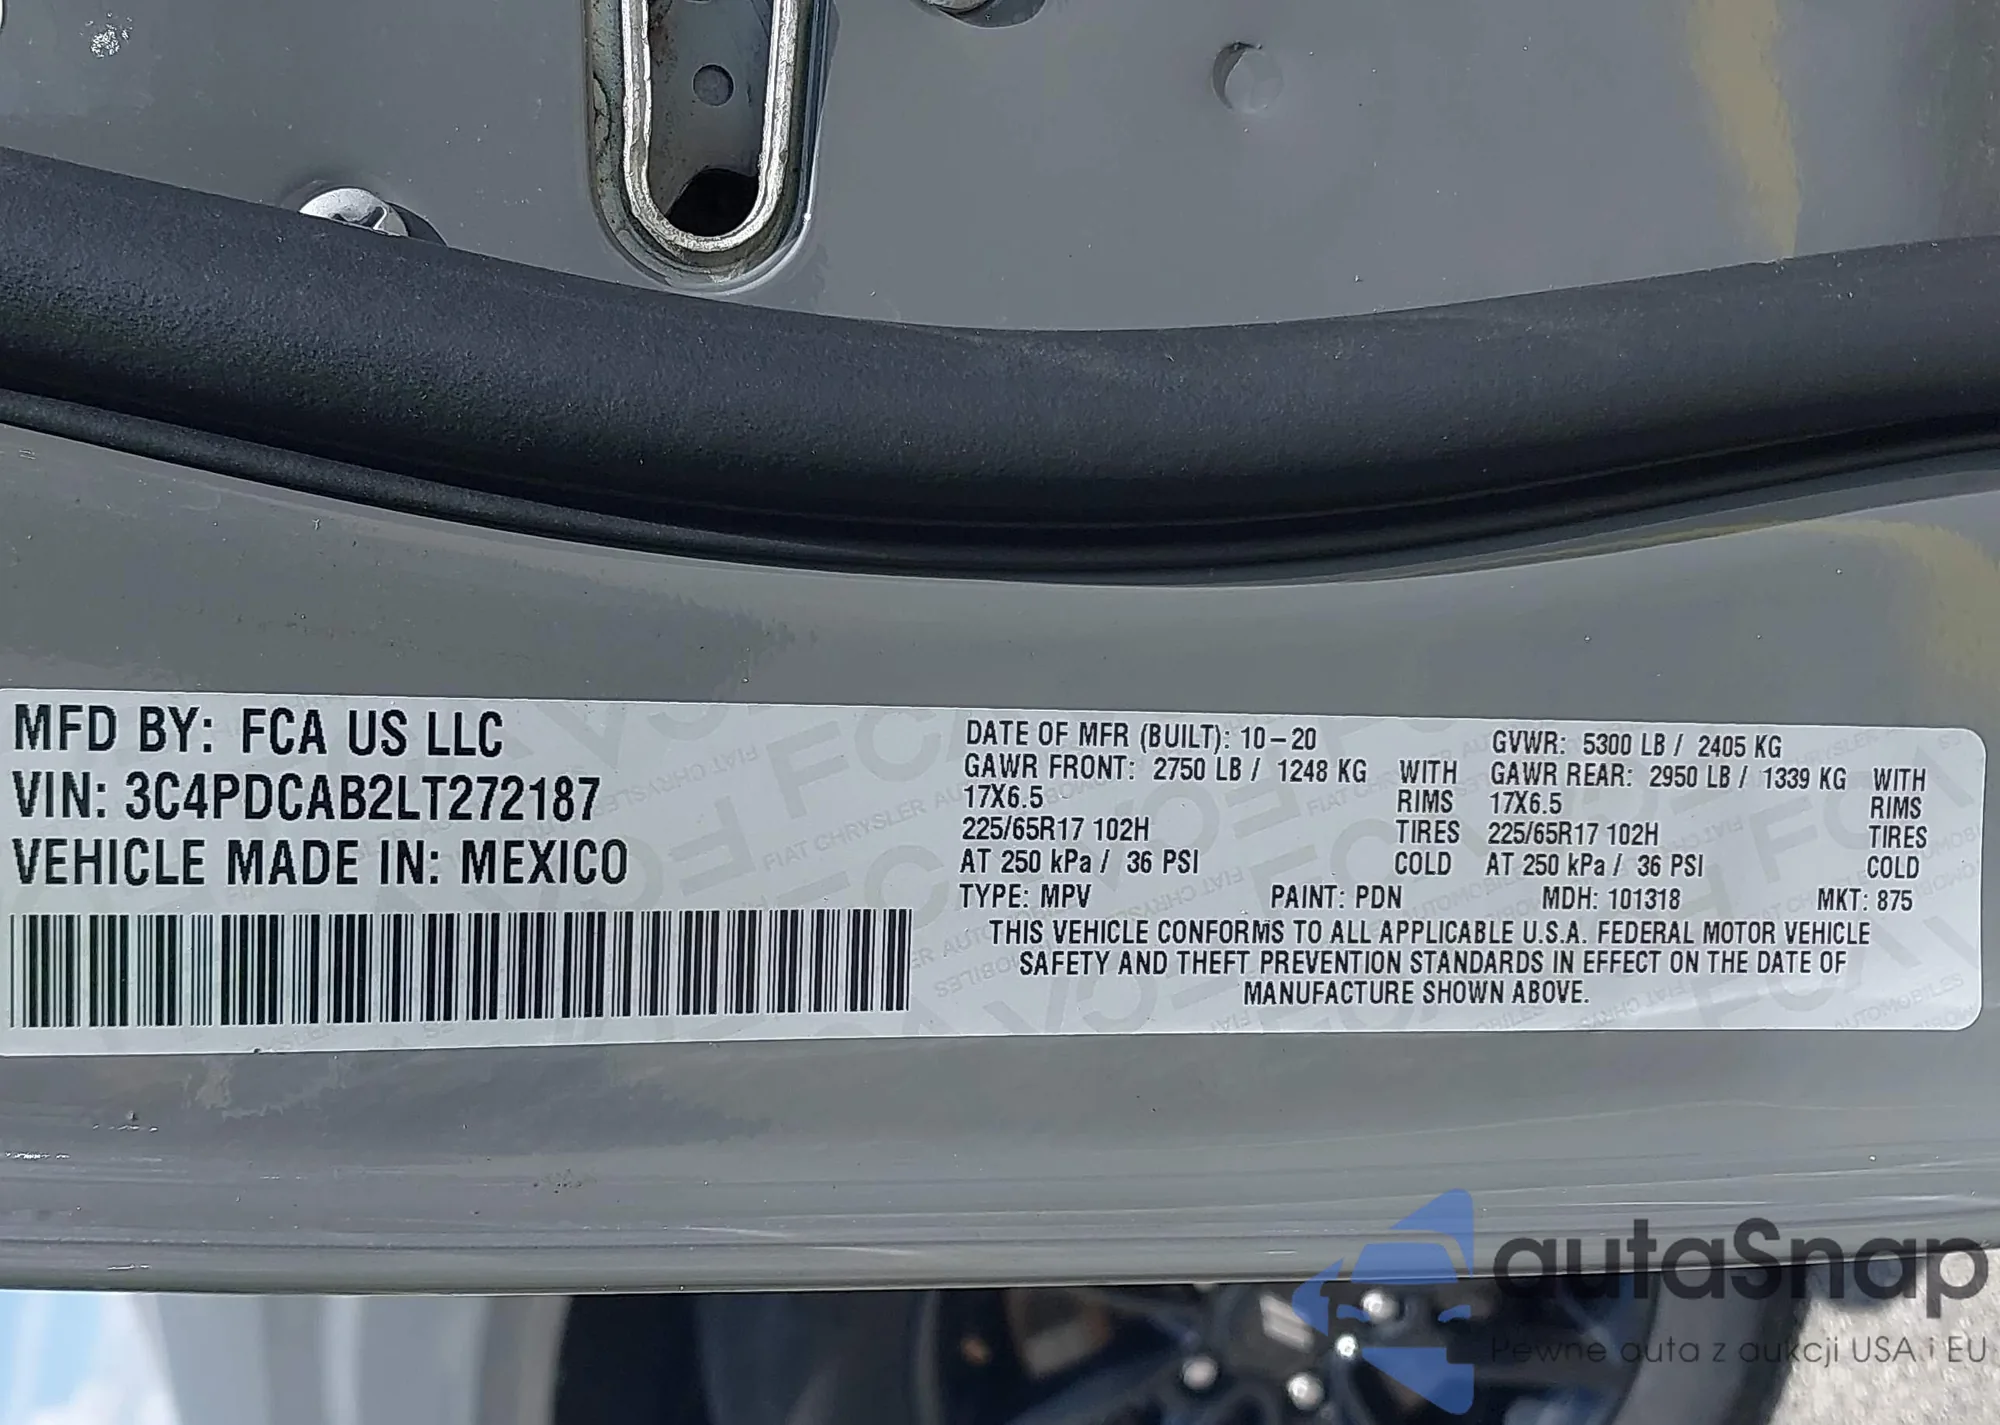 MFD BY: FCA US LLC
VIN: 3C4PDCAB2LT272187
VEHICLE MADE IN: MEXICO
DATE OF MFR (BUILT): 10-20 GVWR: 5300 LB / 2405 KG
GAWR FRONT: 2750 LB / 1248 KG WITH GAWR REAR: 2950 LB / 1339 KG WITH
17X6.5 RIMS 17X6.5 RIMS
225/65R17 102H TIRES 225/65R17 102H TIRES
AT 250 kPa / 36 PSI COLD AT 250 kPa / 36 PSI COLD
TYPE: MPV PAINT: PDN MDH: 101318 MKT: 875
THIS VEHICLE CONFORMS TO ALL APPLICABLE U.S.A. FEDERAL MOTOR VEHICLE
SAFETY AND THEFT PREVENTION STANDARDS IN EFFECT ON THE DATE OF
MANUFACTURE SHOWN ABOVE.
autaSnap
Pewne auta z aukcji USA i EU